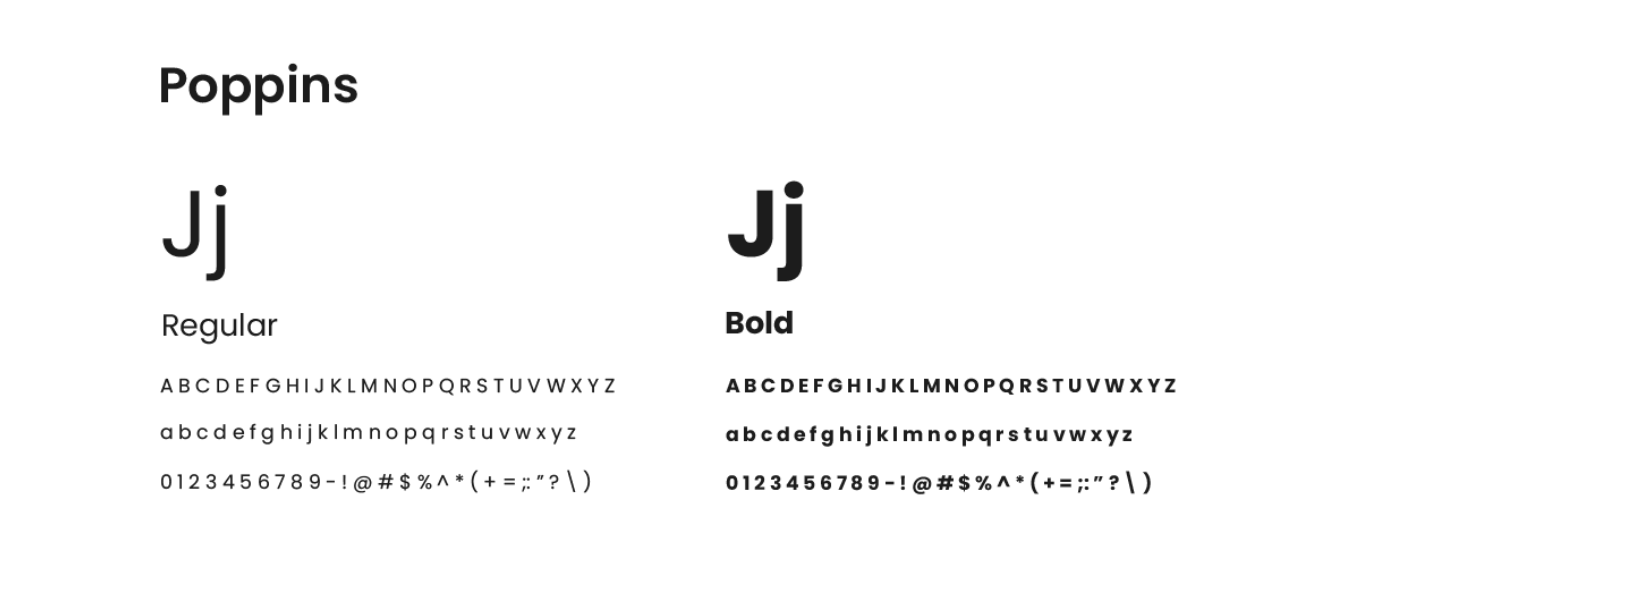 Poppins
Jj
Regular
A B C D E F G H I J K L M N O P Q R S T U V W X Y Z
a b c d e f g h i j k l m n o p q r s t u v w x y z
0 1 2 3 4 5 6 7 8 9 - ! @ # $ % ^ * ( + = ; : ” ? \ )
Jj
Bold
A B C D E F G H I J K L M N O P Q R S T U V W X Y Z
a b c d e f g h i j k l m n o p q r s t u v w x y z
0 1 2 3 4 5 6 7 8 9 - ! @ # $ % ^ * ( + = ; : ” ? \ )